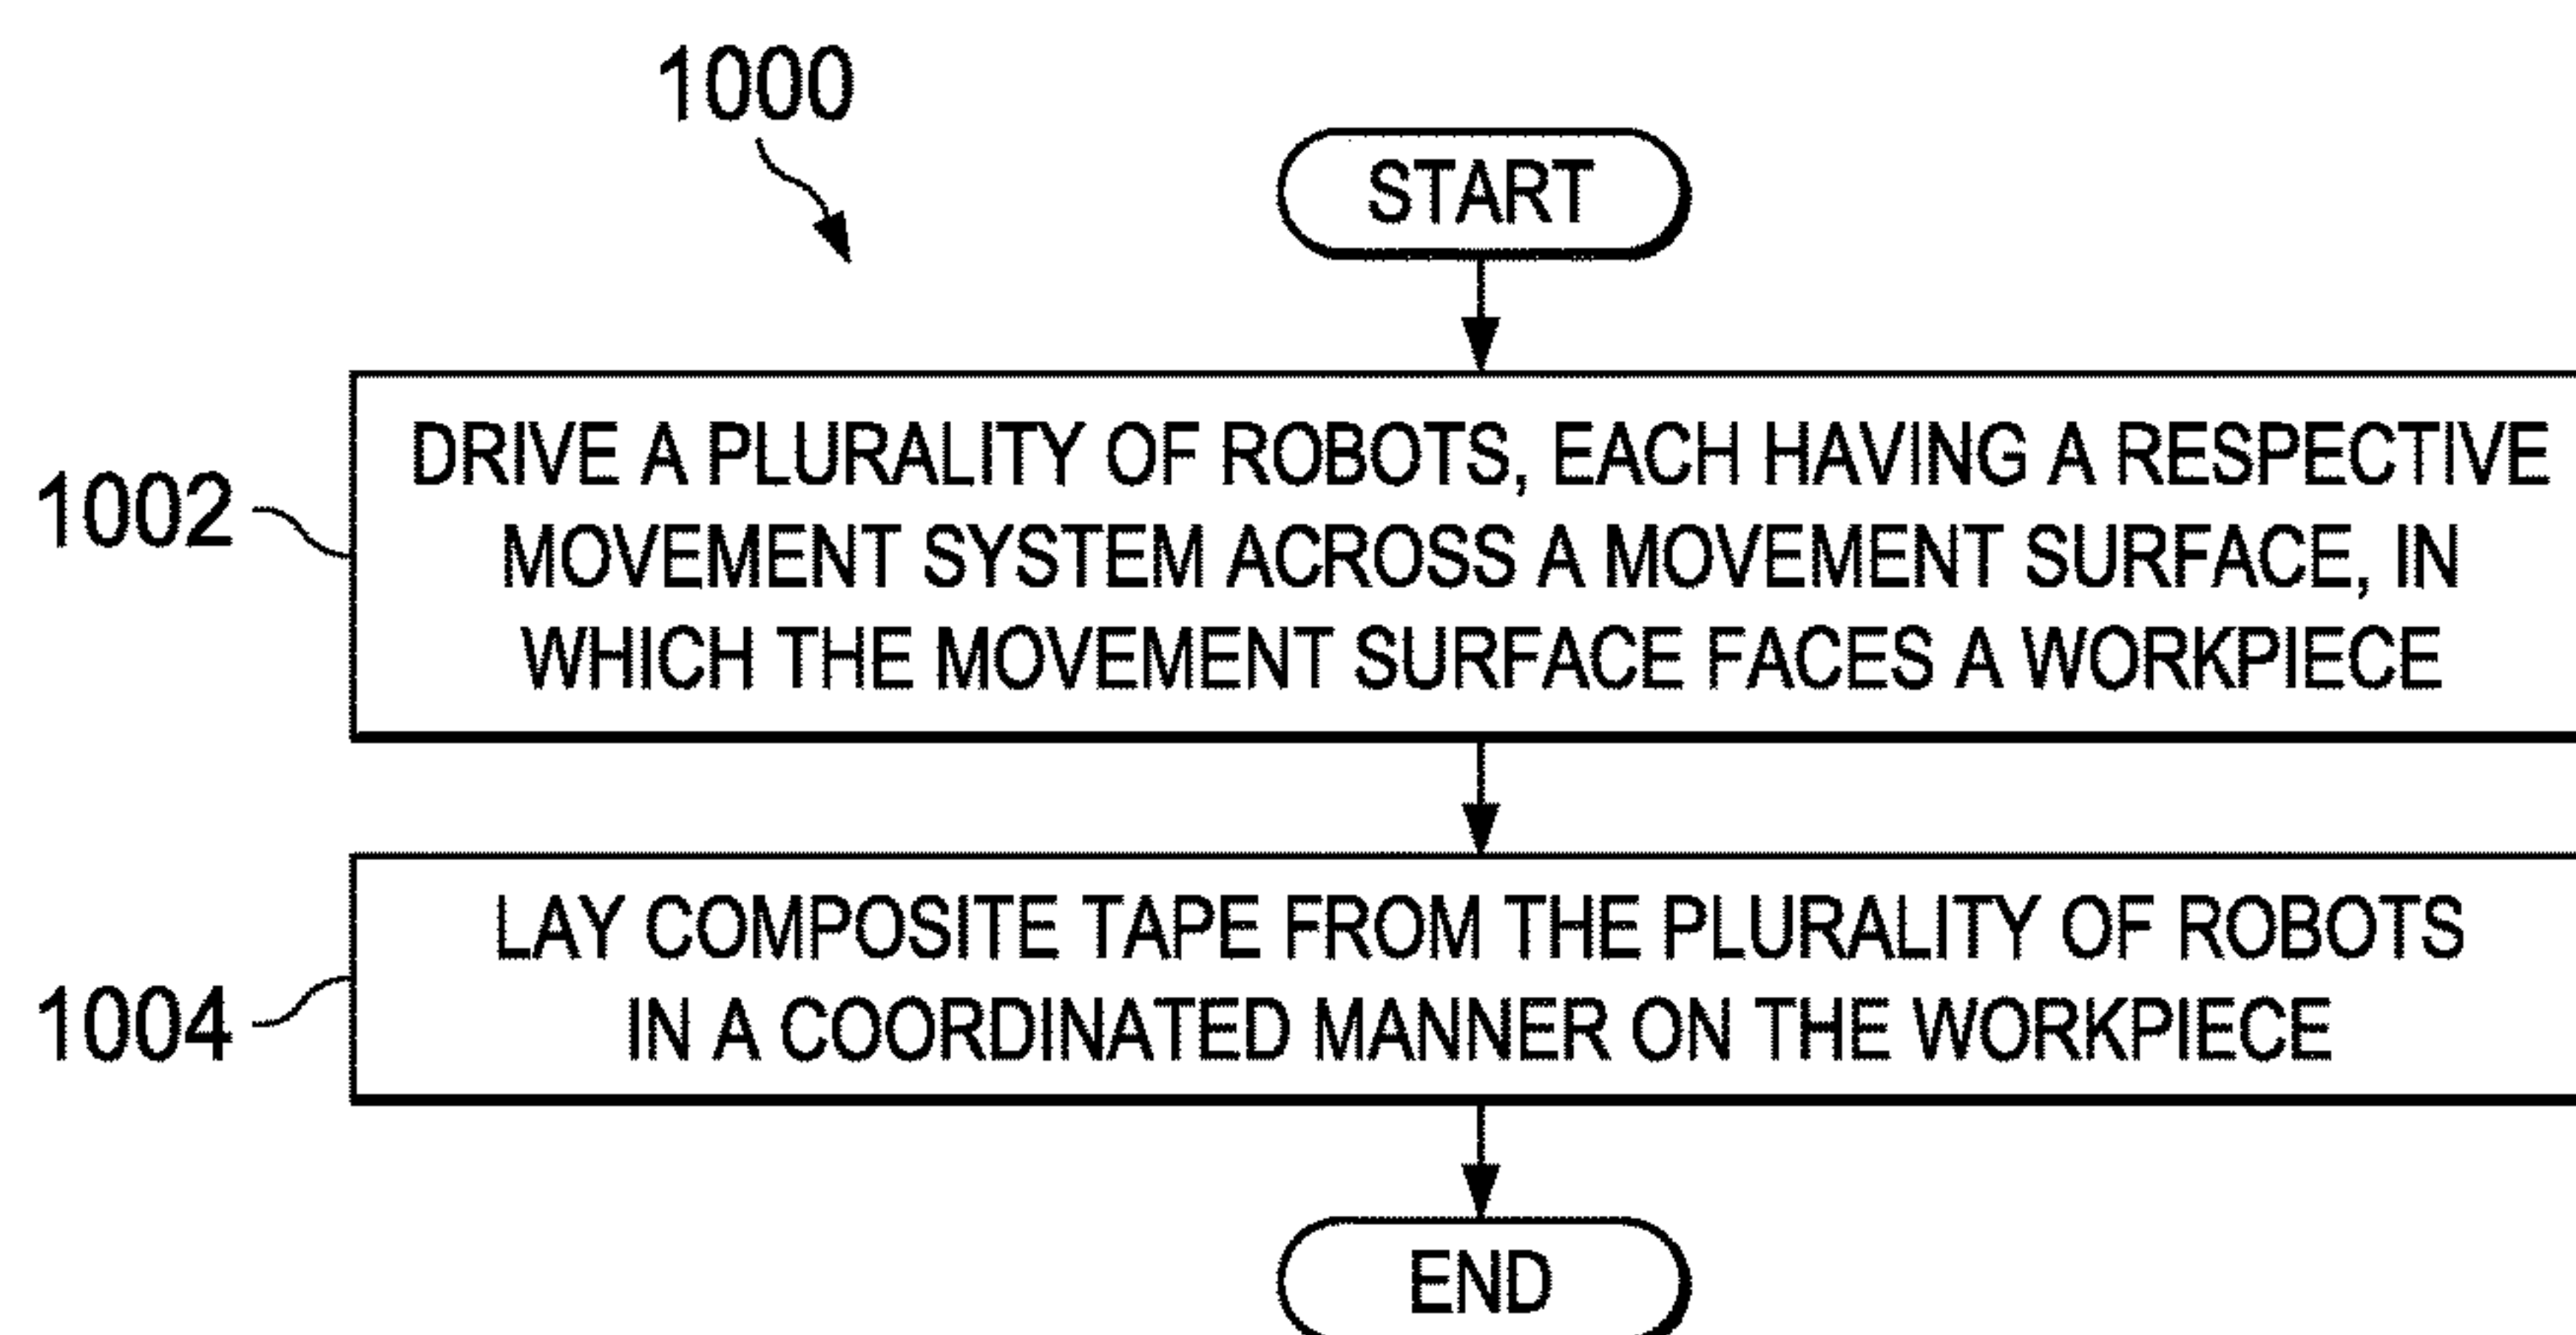 1000
START
1002
DRIVE A PLURALITY OF ROBOTS, EACH HAVING A RESPECTIVE
MOVEMENT SYSTEM ACROSS A MOVEMENT SURFACE, IN
WHICH THE MOVEMENT SURFACE FACES A WORKPIECE
1004
LAY COMPOSITE TAPE FROM THE PLURALITY OF ROBOTS
IN A COORDINATED MANNER ON THE WORKPIECE
END